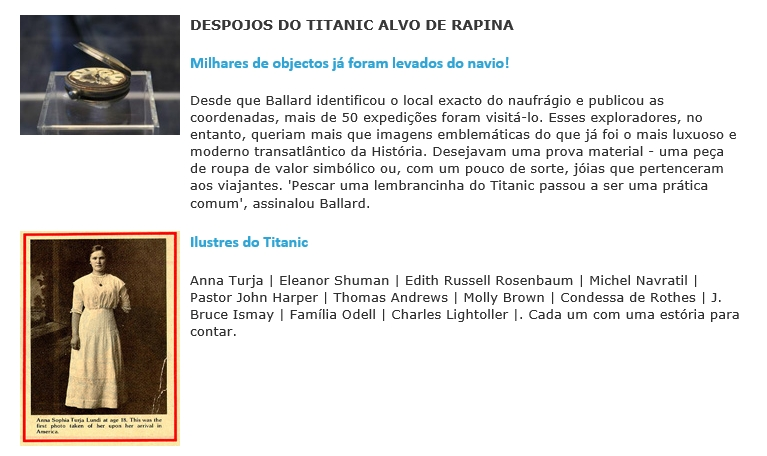 DESPOJOS DO TITANIC ALVO DE RAPINA
Milhares de objectos já foram levados do navio!
Desde que Ballard identificou o local exacto do naufrágio e publicou as
coordenadas, mais de 50 expedições foram visitá-lo. Esses exploradores, no
entanto, queriam mais que imagens emblemáticas do que já foi o mais luxuoso e
moderno transatlântico da História. Desejavam uma prova material - uma peça
de roupa de valor simbólico ou, com um pouco de sorte, jóias que pertenceram
aos viajantes. 'Pescar uma lembrancinha do Titanic passou a ser uma prática
comum', assinalou Ballard.
Ilustres do Titanic
Anna Turja | Eleanor Shuman | Edith Russell Rosenbaum | Michel Navratil |
Pastor John Harper | Thomas Andrews | Molly Brown | Condessa de Rothes | J.
Bruce Ismay | Família Odell | Charles Lightoller |. Cada um com uma estória para
contar.
Anna Sophia Turja Lundi at age 18. This was the
first photo taken of her upon her arrival in
America.